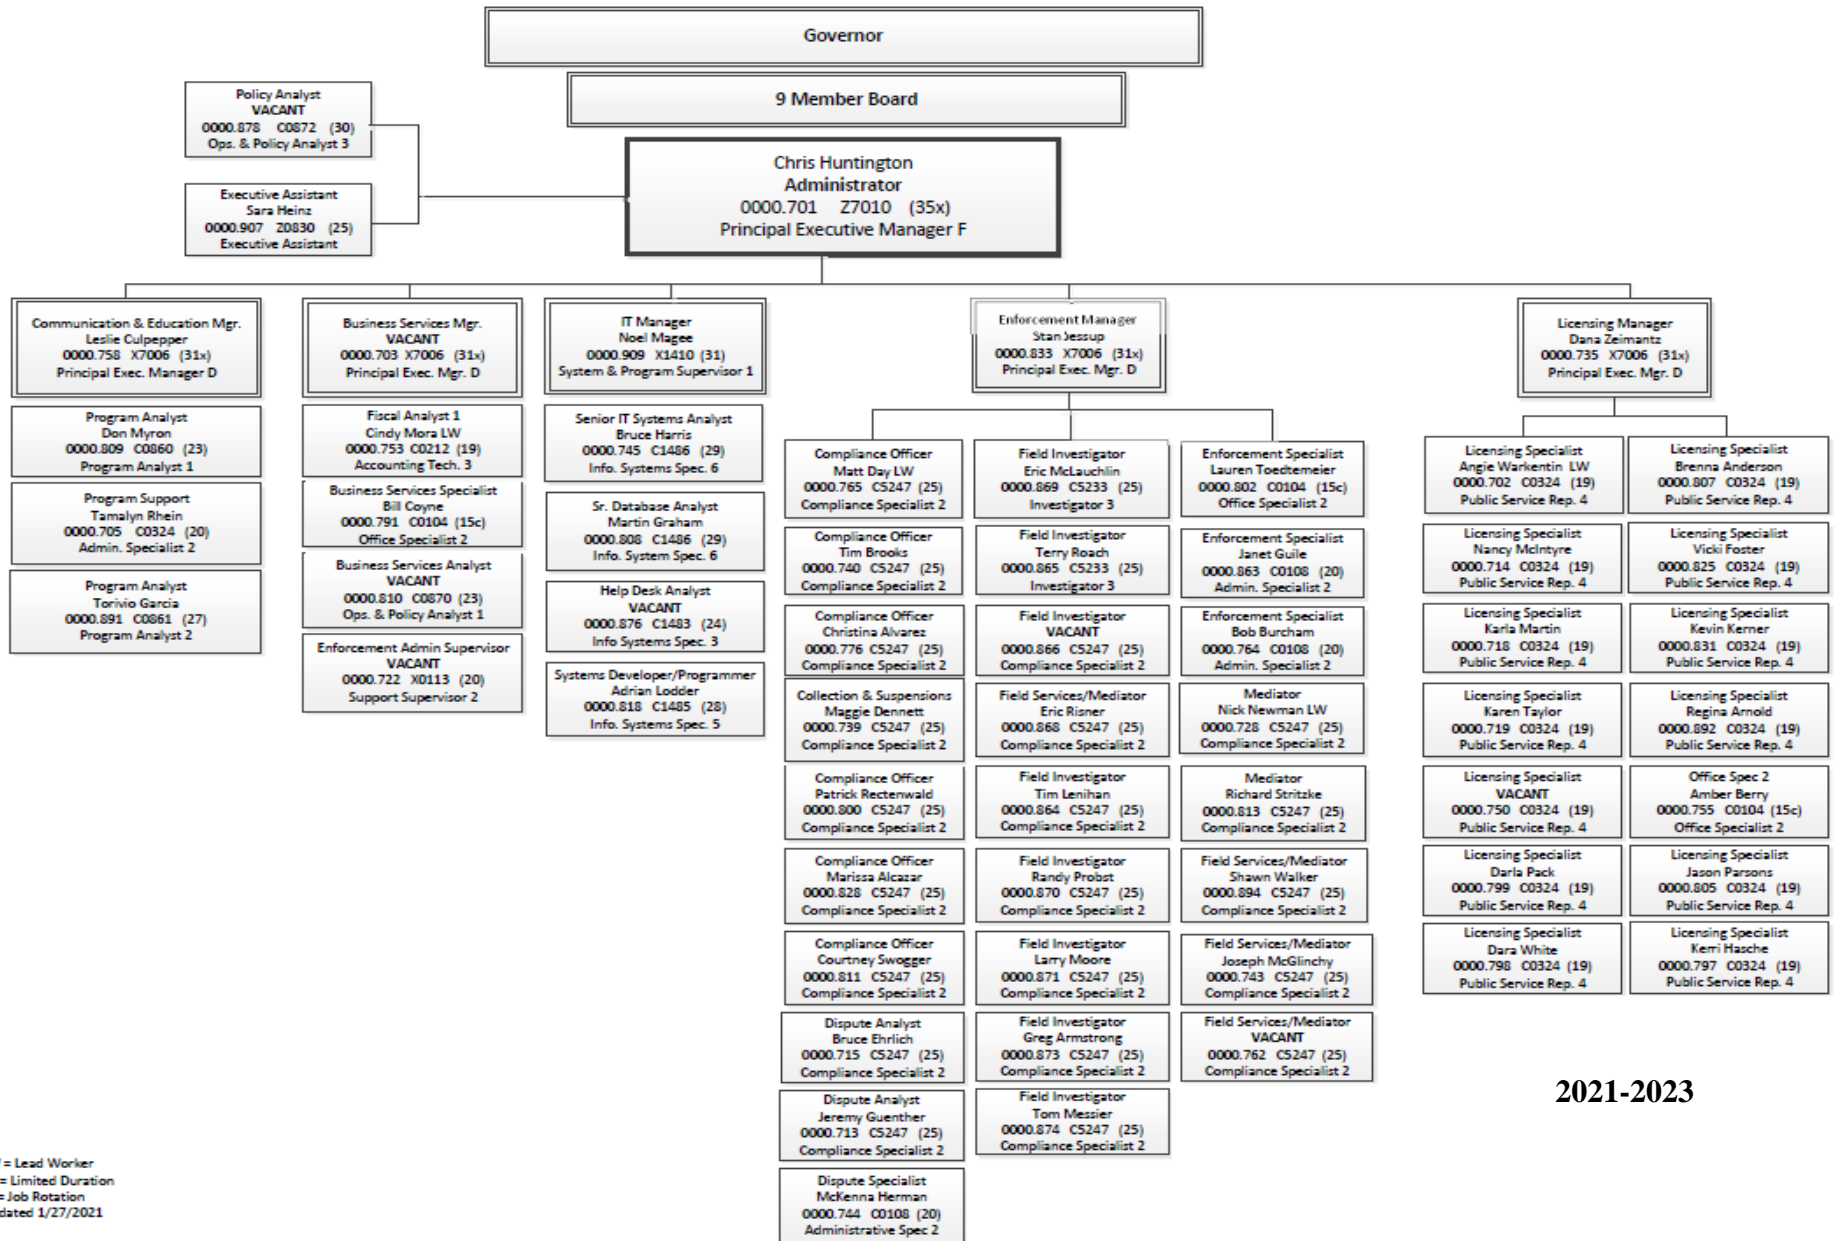 Governor
9 Member Board
Policy Analyst
VACANT
0000.878 C0872 (30)
Ops. & Policy Analyst 3
Executive Assistant
Sara Heinz
0000.907 Z0830 (25)
Executive Assistant
Chris Huntington
Administrator
0000.701 Z7010 (35x)
Principal Executive Manager F
Communication & Education Mgr.
Leslie Culpepper
0000.758 X7006 (31x)
Principal Exec. Manager D
Program Analyst
Don Myron
0000.809 C0860 (23)
Program Analyst 1
Program Support
Tamalyn Rhein
0000.705 C0324 (20)
Admin. Specialist 2
Program Analyst
Torivio Garcia
0000.891 C0861 (27)
Program Analyst 2
Business Services Mgr.
VACANT
0000.703 X7006 (31x)
Principal Exec. Mgr. D
Fiscal Analyst 1
Cindy Mora LW
0000.753 C0212 (19)
Accounting Tech. 3
Business Services Specialist
Bill Coyne
0000.791 C0104 (15c)
Office Specialist 2
Business Services Analyst
VACANT
0000.810 C0870 (23)
Ops. & Policy Analyst 1
Enforcement Admin Supervisor
VACANT
0000.722 X0113 (20)
Support Supervisor 2
IT Manager
Noel Magee
0000.909 X1410 (31)
System & Program Supervisor 1
Senior IT Systems Analyst
Bruce Harris
0000.745 C1486 (29)
Info. Systems Spec. 6
Sr. Database Analyst
Martin Graham
0000.808 C1486 (29)
Info. System Spec. 6
Help Desk Analyst
VACANT
0000.876 C1483 (24)
Info Systems Spec. 3
Systems Developer/Programmer
Adrian Lodder
0000.818 C1485 (28)
Info. Systems Spec. 5
Enforcement Manager
Stan Jessup
0000.833 X7006 (31x)
Principal Exec. Mgr. D
Compliance Officer
Matt Day LW
0000.765 C5247 (25)
Compliance Specialist 2
Compliance Officer
Tim Brooks
0000.740 C5247 (25)
Compliance Specialist 2
Compliance Officer
Christina Alvarez
0000.776 C5247 (25)
Compliance Specialist 2
Collection & Suspensions
Maggie Dennett
0000.739 C5247 (25)
Compliance Specialist 2
Compliance Officer
Patrick Rectenwald
0000.800 C5247 (25)
Compliance Specialist 2
Compliance Officer
Marissa Alcazar
0000.828 C5247 (25)
Compliance Specialist 2
Compliance Officer
Courtney Swogger
0000.811 C5247 (25)
Compliance Specialist 2
Dispute Analyst
Bruce Ehrlich
0000.715 C5247 (25)
Compliance Specialist 2
Dispute Analyst
Jeremy Guenther
0000.713 C5247 (25)
Compliance Specialist 2
Dispute Specialist
McKenna Herman
0000.744 C0108 (20)
Administrative Spec 2
Field Investigator
Eric McLauchlin
0000.869 C5233 (25)
Investigator 3
Field Investigator
Terry Roach
0000.865 C5233 (25)
Investigator 3
Field Investigator
VACANT
0000.866 C5247 (25)
Compliance Specialist 2
Field Services/Mediator
Eric Risner
0000.868 C5247 (25)
Compliance Specialist 2
Field Investigator
Tim Lenihan
0000.864 C5247 (25)
Compliance Specialist 2
Field Investigator
Randy Probst
0000.870 C5247 (25)
Compliance Specialist 2
Field Investigator
Larry Moore
0000.871 C5247 (25)
Compliance Specialist 2
Field Investigator
Greg Armstrong
0000.873 C5247 (25)
Compliance Specialist 2
Field Investigator
Tom Messier
0000.874 C5247 (25)
Compliance Specialist 2
Enforcement Specialist
Lauren Toedtemeier
0000.802 C0104 (15c)
Office Specialist 2
Enforcement Specialist
Janet Guile
0000.863 C0108 (20)
Admin. Specialist 2
Enforcement Specialist
Bob Burcham
0000.764 C0108 (20)
Admin. Specialist 2
Mediator
Nick Newman LW
0000.728 C5247 (25)
Compliance Specialist 2
Mediator
Richard Stritzke
0000.813 C5247 (25)
Compliance Specialist 2
Field Services/Mediator
Shawn Walker
0000.894 C5247 (25)
Compliance Specialist 2
Field Services/Mediator
Joseph McGlinchy
0000.743 C5247 (25)
Compliance Specialist 2
Field Services/Mediator
VACANT
0000.762 C5247 (25)
Compliance Specialist 2
Licensing Manager
Dana Zeimantz
0000.735 X7006 (31x)
Principal Exec. Mgr. D
Licensing Specialist
Angie Warkentin LW
0000.702 C0324 (19)
Public Service Rep. 4
Licensing Specialist
Nancy McIntyre
0000.714 C0324 (19)
Public Service Rep. 4
Licensing Specialist
Karla Martin
0000.718 C0324 (19)
Public Service Rep. 4
Licensing Specialist
Karen Taylor
0000.719 C0324 (19)
Public Service Rep. 4
Licensing Specialist
VACANT
0000.750 C0324 (19)
Public Service Rep. 4
Licensing Specialist
Darla Pack
0000.799 C0324 (19)
Public Service Rep. 4
Licensing Specialist
Dara White
0000.798 C0324 (19)
Public Service Rep. 4
Licensing Specialist
Brenna Anderson
0000.807 C0324 (19)
Public Service Rep. 4
Licensing Specialist
Vicki Foster
0000.825 C0324 (19)
Public Service Rep. 4
Licensing Specialist
Kevin Kerner
0000.831 C0324 (19)
Public Service Rep. 4
Licensing Specialist
Regina Arnold
0000.892 C0324 (19)
Public Service Rep. 4
Office Spec 2
Amber Berry
0000.755 C0104 (15c)
Office Specialist 2
Licensing Specialist
Jason Parsons
0000.805 C0324 (19)
Public Service Rep. 4
Licensing Specialist
Kerri Hasche
0000.797 C0324 (19)
Public Service Rep. 4
2021-2023
= Lead Worker
= Limited Duration
= Job Rotation
dated 1/27/2021